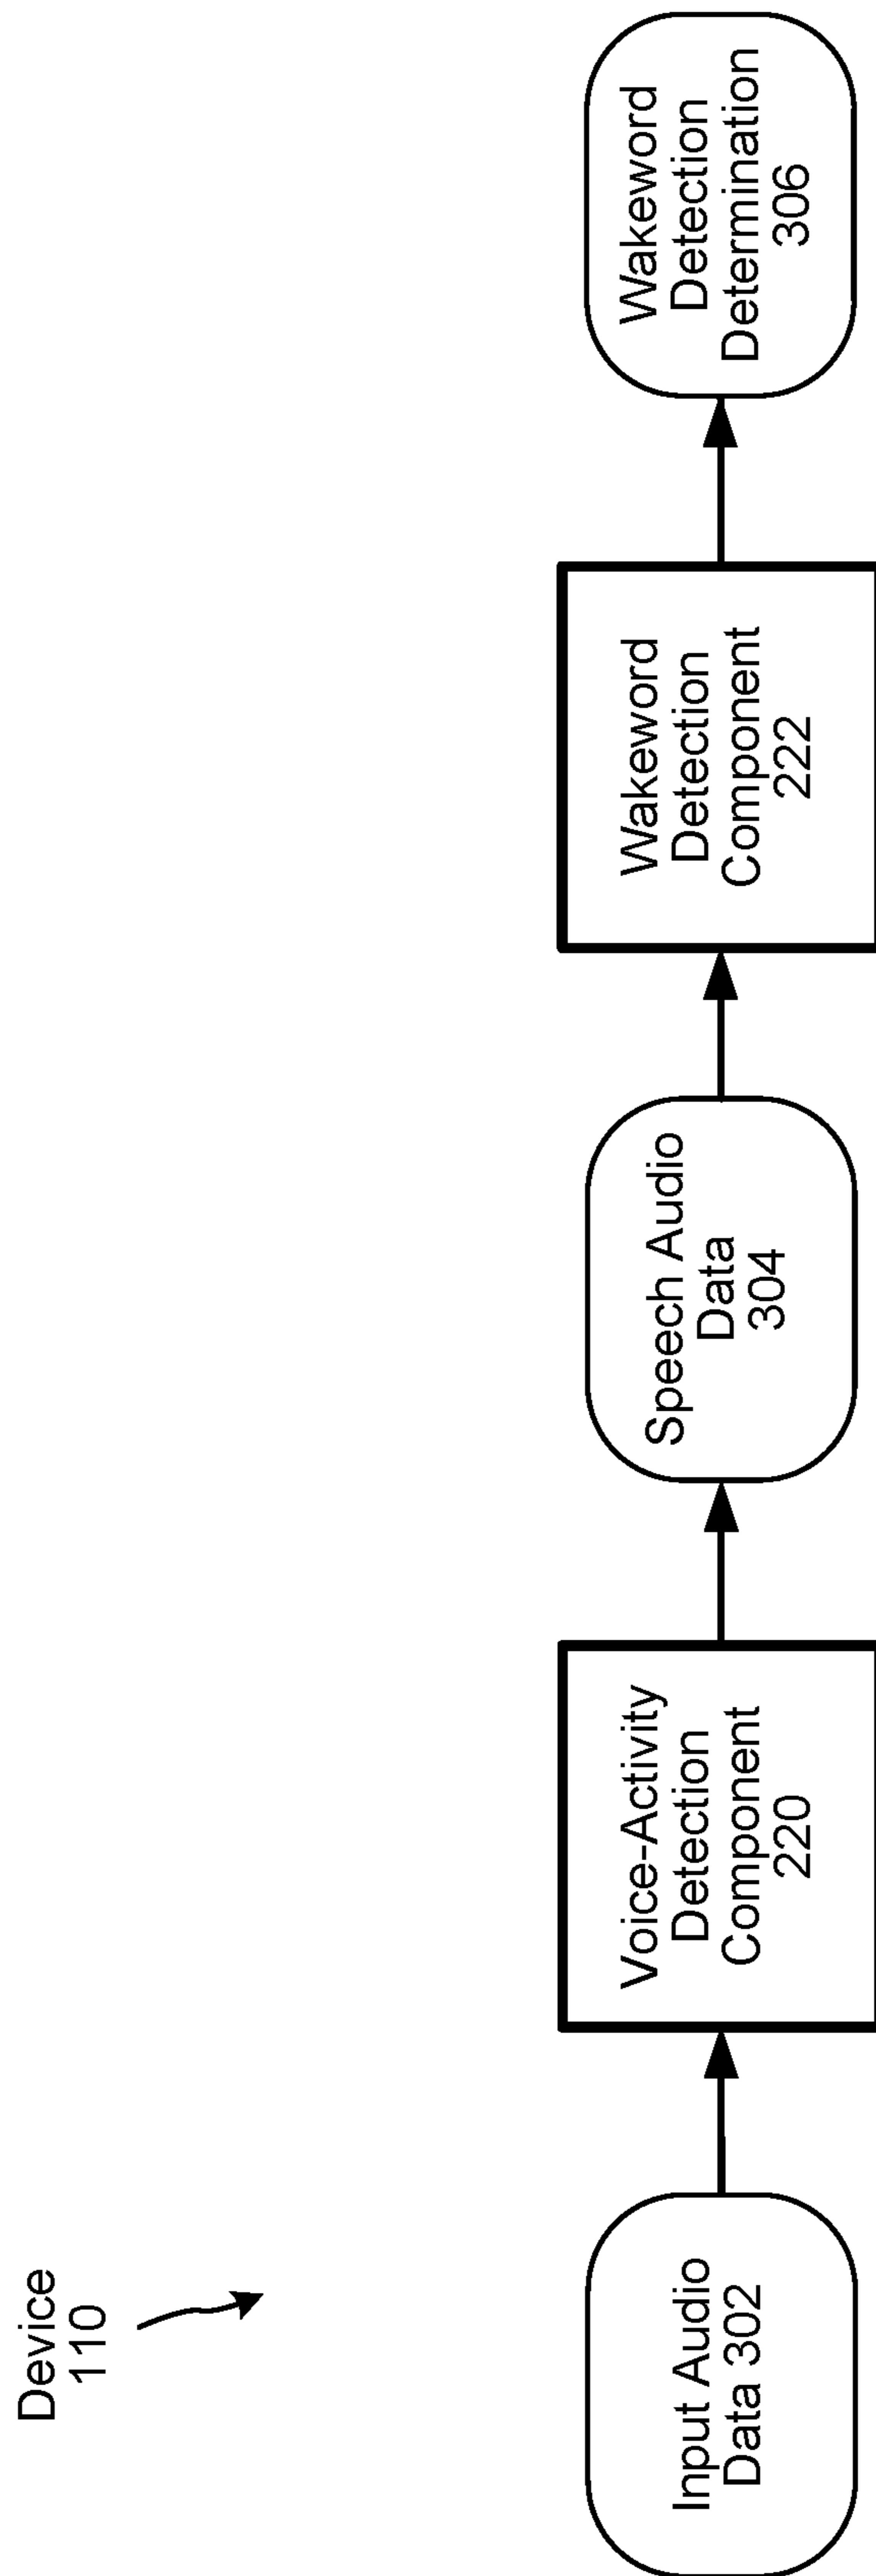 Device
110
Input Audio
Data 302
Voice-Activity
Detection
Component
220
Speech Audio
Data
304
Wakeword
Detection
Component
222
Wakeword
Detection
Determination
306